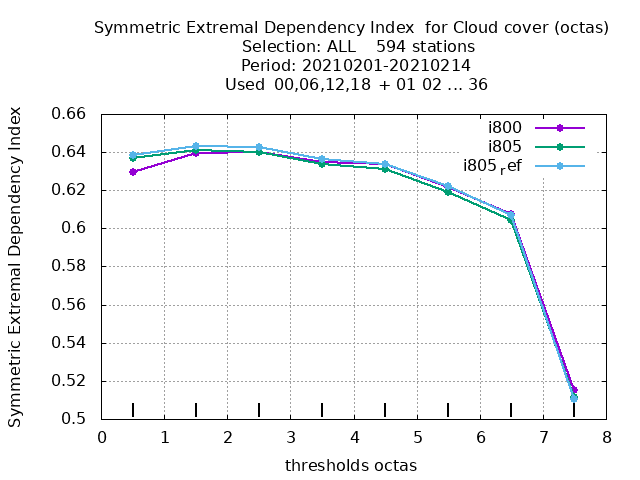 Symmetric Extremal Dependency Index  for Cloud cover (octas)
Selection: ALL    594 stations
Period: 20210201-20210214
Used  00,06,12,18  + 01 02 ... 36
i800
i805
i805ref
Symmetric Extremal Dependency Index
0.66
0.64
0.62
0.6
0.58
0.56
0.54
0.52
0.5
0 1 2 3 4 5 6 7 8
thresholds octas